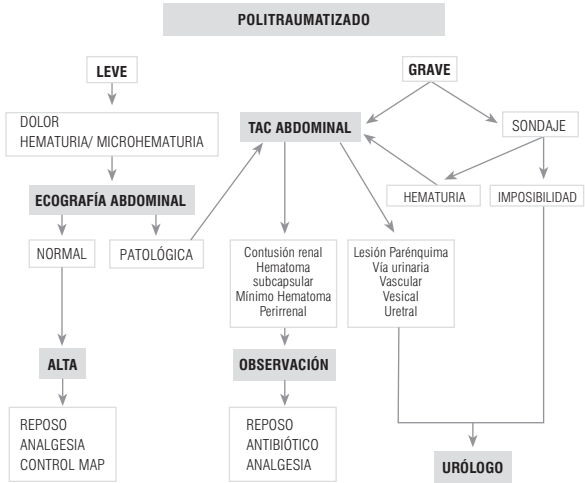 POLITRAUMATIZADO
LEVE
GRAVE
DOLOR
HEMATURIA/ MICROHEMATURIA
TAC ABDOMINAL
SONDAJE
ECOGRAFÍA ABDOMINAL
HEMATURIA
IMPOSIBILIDAD
NORMAL
PATOLÓGICA
Contusión renal
Hematoma
subcapsular
Mínimo Hematoma
Perirrenal
Lesión Parénquima
Vía urinaria
Vascular
Vesical
Uretral
ALTA
OBSERVACIÓN
REPOSO
ANALGESIA
CONTROL MAP
REPOSO
ANTIBIÓTICO
ANALGESIA
URÓLOGO